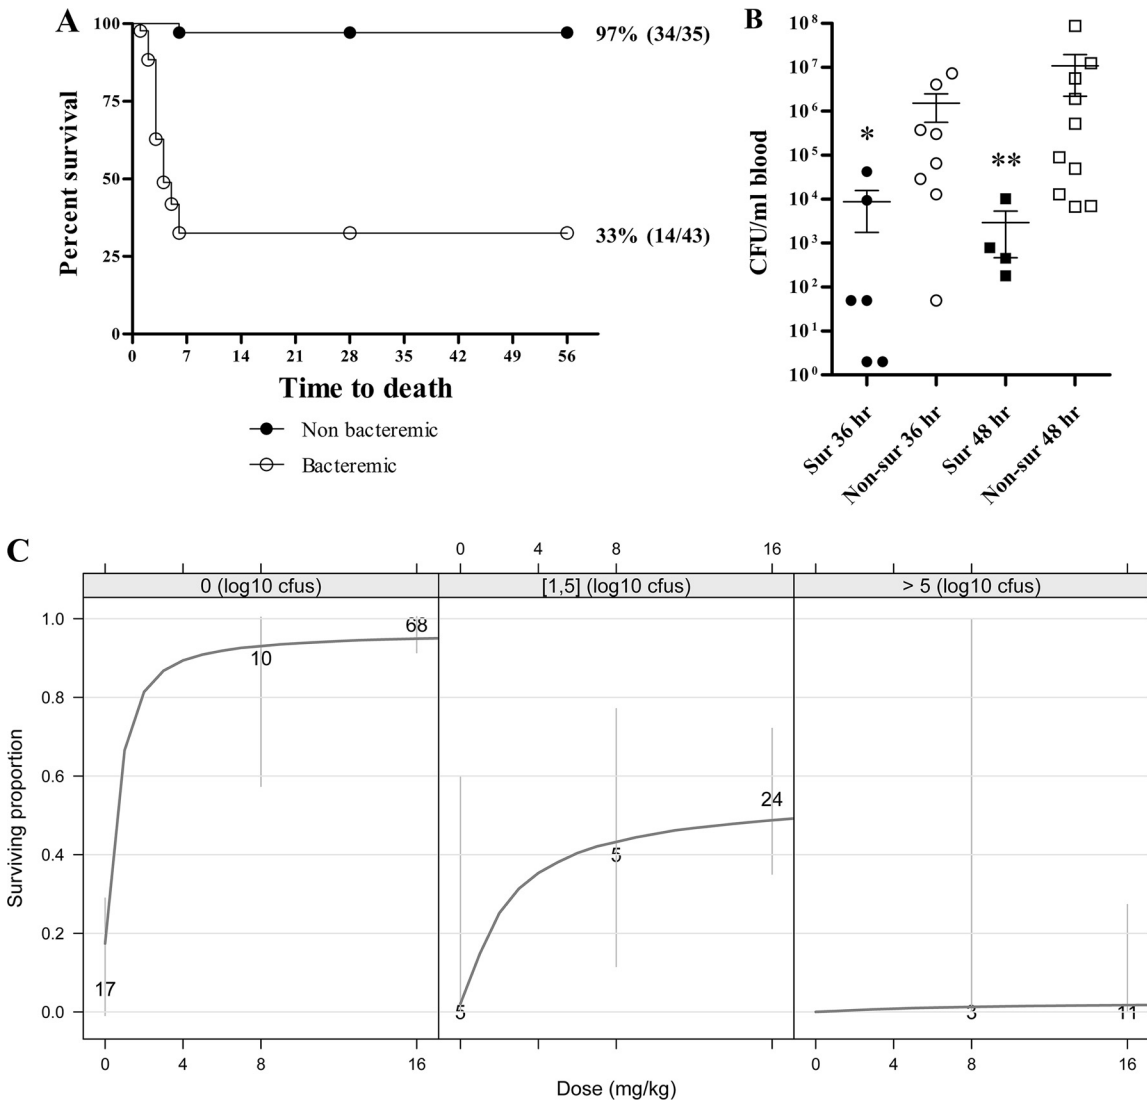 A
100
75
50
25
0
Percent survival
97% (34/35)
33% (14/43)
0 7 14 21 28 35 42 49 56
Time to death
Non bacteremic
Bacteremic
B
10⁸
10⁷
10⁶
10⁵
10⁴
10³
10²
10¹
10⁰
CFU/ml blood
*
**
Sur 36 hr
Non-sur 36 hr
Sur 48 hr
Non-sur 48 hr
C
0 4 8 16
0 (log10 cfus)
[1,5] (log10 cfus)
> 5 (log10 cfus)
1.0
0.8
0.6
0.4
0.2
0.0
Surviving proportion
17
10
68
5
5
24
3
11
0 4 8 16
0 4 8 16
Dose (mg/kg)